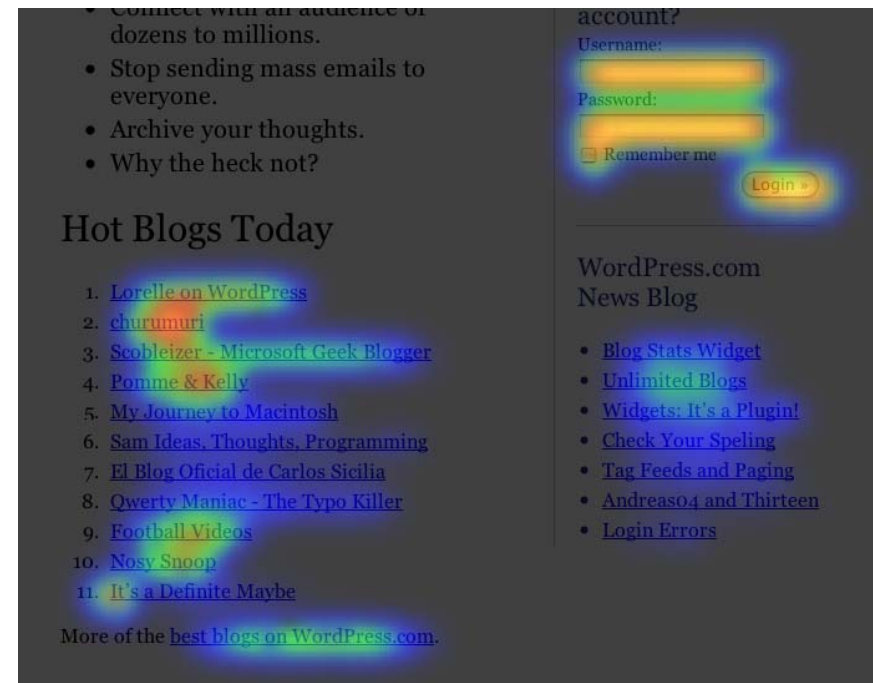 Connect with an audience of
dozens to millions.
Stop sending mass emails to
everyone.
Archive your thoughts.
Why the heck not?
Hot Blogs Today
1. Lorelle on WordPress
2. churumuri
3. Scobleizer - Microsoft Geek Blogger
4. Pomme & Kelly
5. My Journey to Macintosh
6. Sam Ideas, Thoughts, Programming
7. El Blog Oficial de Carlos Sicilia
8. Qwerty Maniac - The Typo Killer
9. Football Videos
10. Nosy Snoop
11. It's a Definite Maybe
More of the best blogs on WordPress.com.
account?
Username:
Password:
Remember me
Login »
WordPress.com
News Blog
Blog Stats Widget
Unlimited Blogs
Widgets: It's a Plugin!
Check Your Speling
Tag Feeds and Paging
Andreas04 and Thirteen
Login Errors